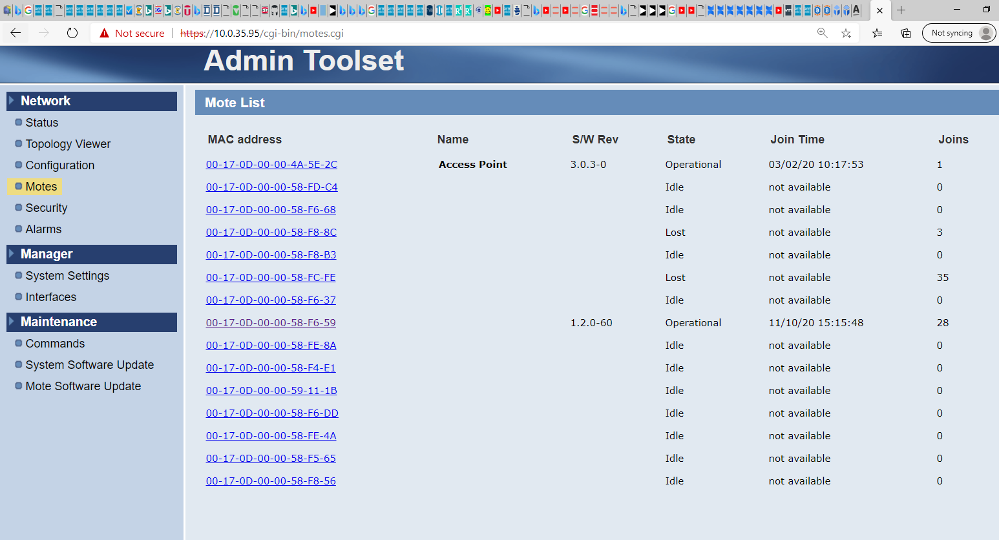 Not secure https://10.0.35.95/cgi-bin/motes.cgi Not syncing
Admin Toolset
Network
Status
Topology Viewer
Configuration
Motes
Security
Alarms
Manager
System Settings
Interfaces
Maintenance
Commands
System Software Update
Mote Software Update
Mote List
MAC address Name S/W Rev State Join Time Joins
00-17-0D-00-00-4A-5E-2C Access Point 3.0.3-0 Operational 03/02/20 10:17:53 1
00-17-0D-00-00-58-FD-C4 Idle not available 0
00-17-0D-00-00-58-F6-68 Idle not available 0
00-17-0D-00-00-58-F8-8C Lost not available 3
00-17-0D-00-00-58-F8-B3 Idle not available 0
00-17-0D-00-00-58-FC-FE Lost not available 35
00-17-0D-00-00-58-F6-37 Idle not available 0
00-17-0D-00-00-58-F6-59 1.2.0-60 Operational 11/10/20 15:15:48 28
00-17-0D-00-00-58-FE-8A Idle not available 0
00-17-0D-00-00-58-F4-E1 Idle not available 0
00-17-0D-00-00-59-11-1B Idle not available 0
00-17-0D-00-00-58-F6-DD Idle not available 0
00-17-0D-00-00-58-FE-4A Idle not available 0
00-17-0D-00-00-58-F5-65 Idle not available 0
00-17-0D-00-00-58-F8-56 Idle not available 0